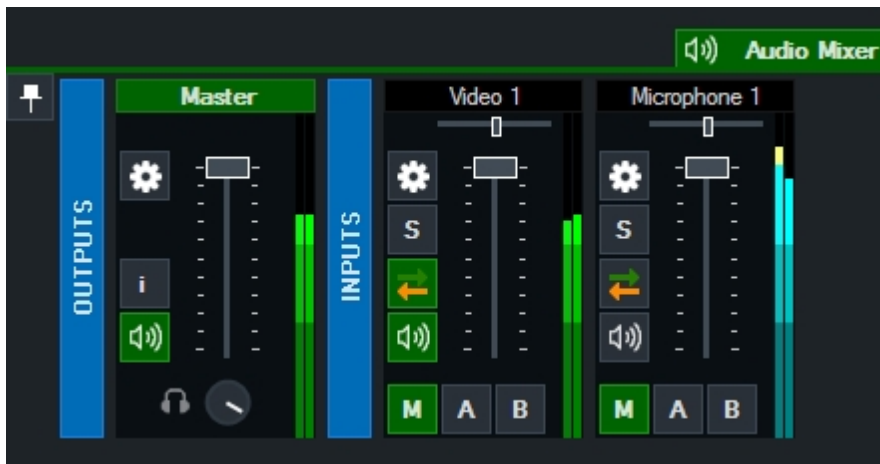 Audio Mixer
OUTPUTS
Master
i
INPUTS
Video 1
S
M A B
Microphone 1
S
M A B